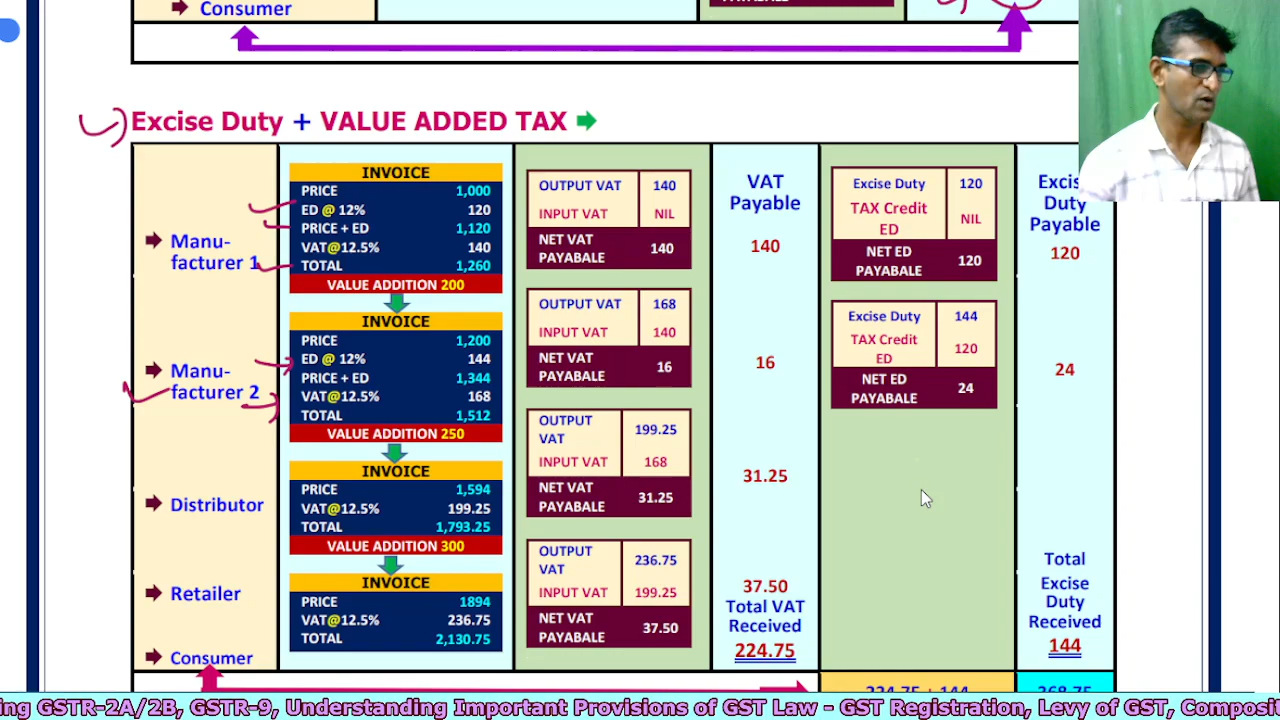 Consumer
Excise Duty + VALUE ADDED TAX
INVOICE
PRICE 1,000
ED @ 12% 120
PRICE + ED 1,120
VAT@12.5% 140
TOTAL 1,260
VALUE ADDITION 200
INVOICE
PRICE 1,200
ED @ 12% 144
PRICE + ED 1,344
VAT@12.5% 168
TOTAL 1,512
VALUE ADDITION 250
INVOICE
PRICE 1,594
VAT@12.5% 199.25
TOTAL 1,793.25
VALUE ADDITION 300
INVOICE
PRICE 1894
VAT@12.5% 236.75
TOTAL 2,130.75
Manu-
facturer 1
Manu-
facturer 2
Distributor
Retailer
Consumer
OUTPUT VAT 140
INPUT VAT NIL
NET VAT
PAYABALE 140
OUTPUT VAT 168
INPUT VAT 140
NET VAT
PAYABALE 16
OUTPUT
VAT 199.25
INPUT VAT 168
NET VAT
PAYABALE 31.25
OUTPUT
VAT 236.75
INPUT VAT 199.25
NET VAT
PAYABALE 37.50
VAT
Payable
140
16
31.25
37.50
Total VAT
Received
224.75
Excise Duty 120
TAX Credit
ED NIL
NET ED
PAYABALE 120
Excise Duty 144
TAX Credit
ED 120
NET ED
PAYABALE 24
Duty
Payable
120
24
Total
Excise
Duty
Received
144
224.75 + 144
268.75
ing GSTR-2A/2B, GSTR-9, Understanding Important Provisions of GST Law - GST Registration, Levy of GST, Composit